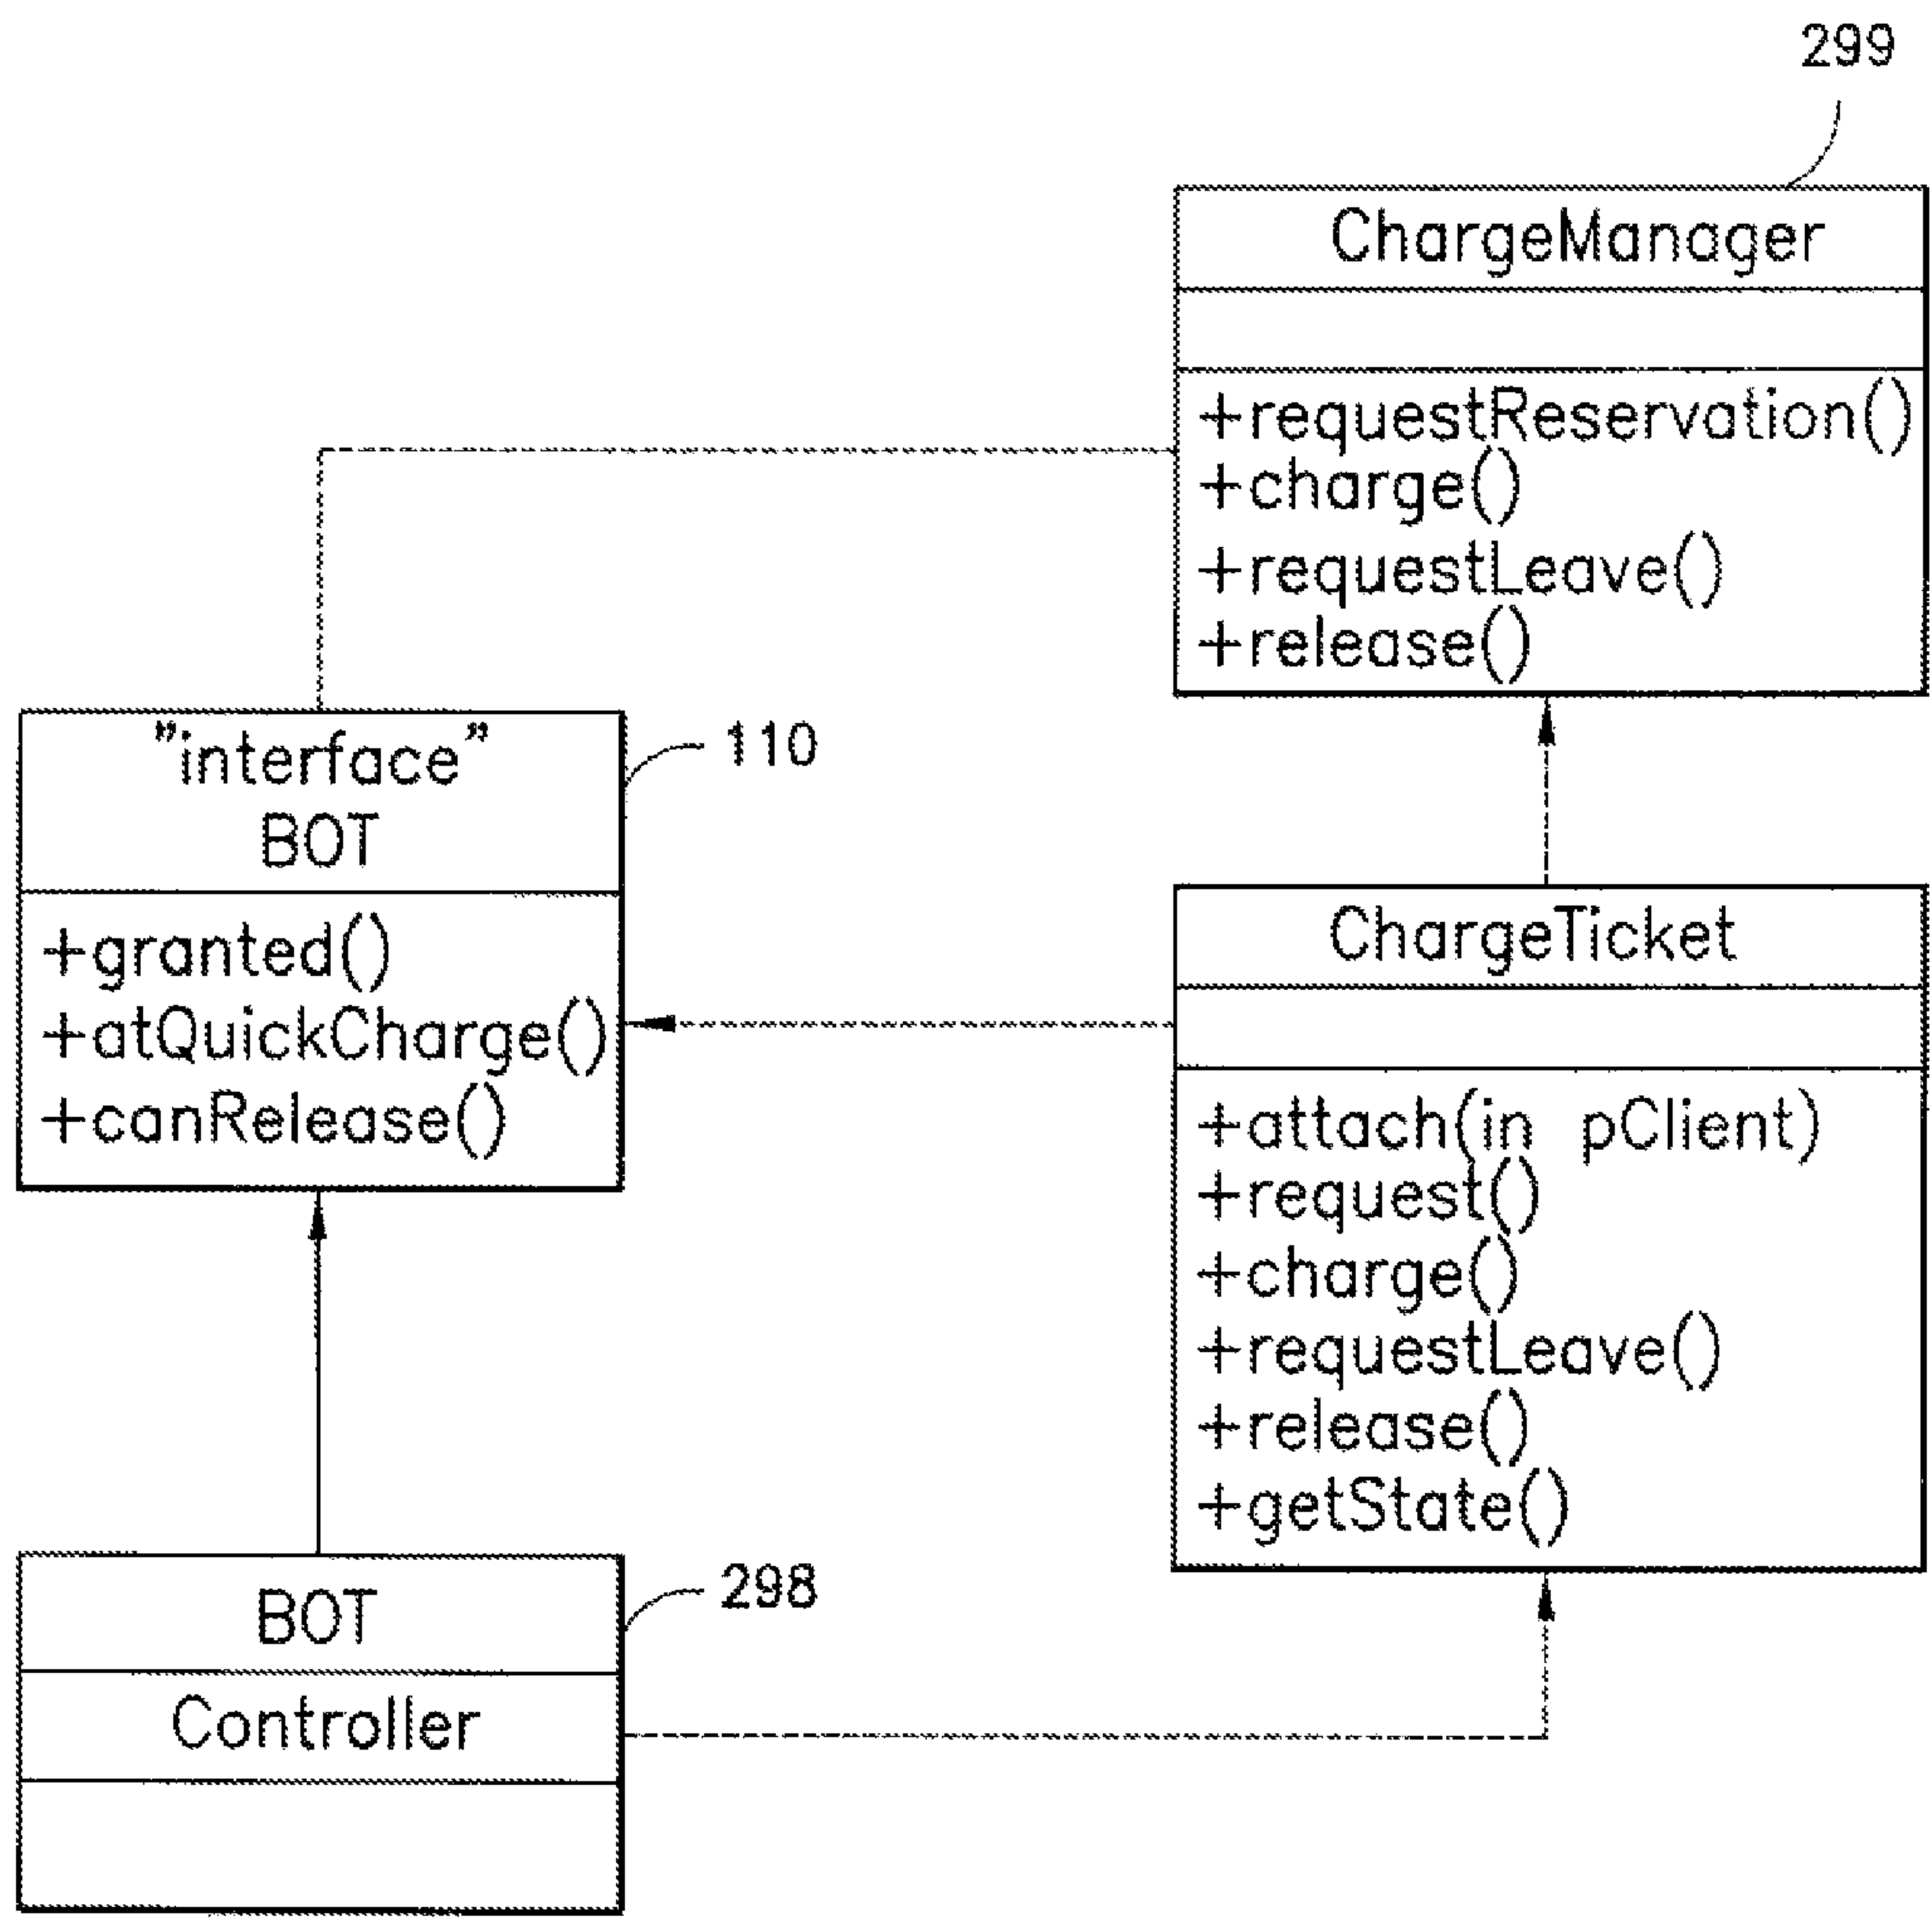 299
ChargeManager
+requestReservation()
+charge()
+requestLeave()
+release()
"interface"
BOT
110
+granted()
+atQuickCharge()
+canRelease()
ChargeTicket
+attach(in pClient)
+request()
+charge()
+requestLeave()
+release()
+getState()
BOT
298
Controller